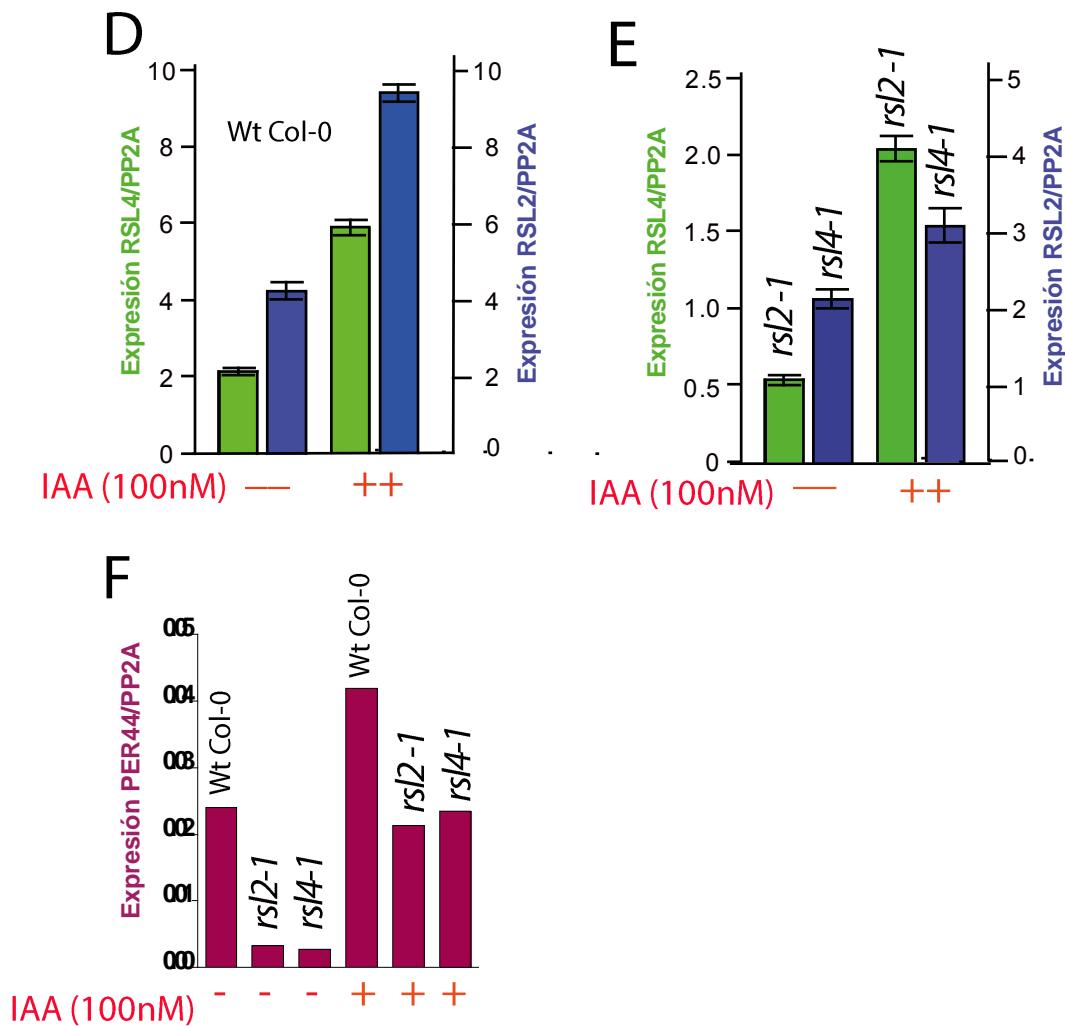 D
Expresión RSL4/PP2A
10
8
6
4
2
0
Wt Col-0
10
8
6
4
2
0
Expresión RSL2/PP2A
IAA (100nM) — ++
E
Expresión RSL4/PP2A
2.5
2.0
1.5
1.0
0.5
0
rsl2-1
rsl4-1
rsl2-1
rsl4-1
5
4
3
2
1
0
Expresión RSL2/PP2A
IAA (100nM) — ++
F
Expresión PER44/PP2A
Wt Col-0
rsl2-1
rsl4-1
Wt Col-0
rsl2-1
rsl4-1
IAA (100nM) - - - + + +